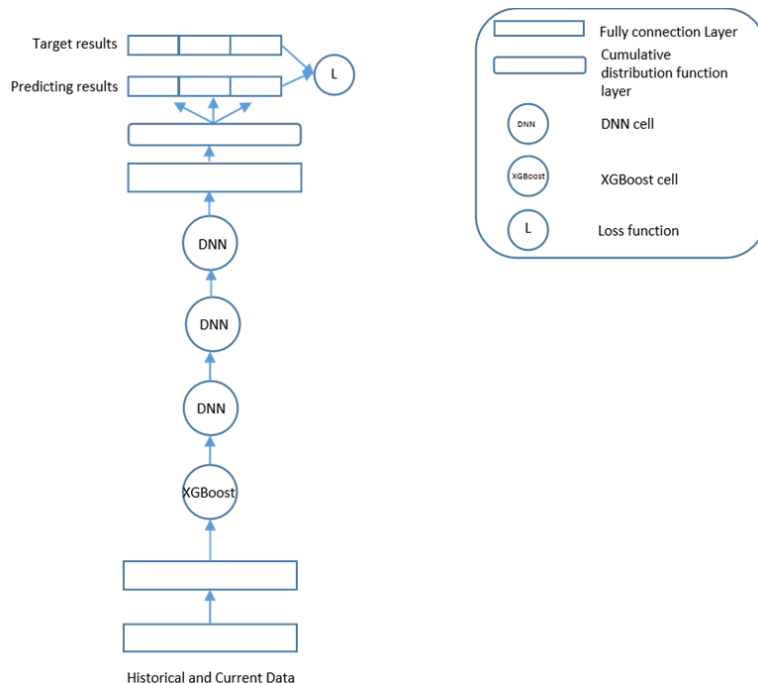 Target results
Predicting results
L
DNN
DNN
DNN
XGBoost
Historical and Current Data
Fully connection Layer
Cumulative
distribution function
layer
DNN
DNN cell
XGBoost
XGBoost cell
L
Loss function